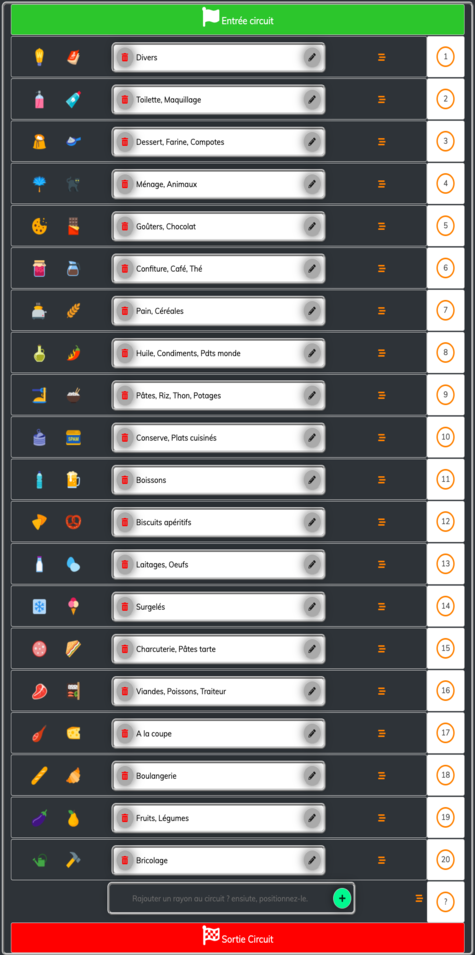 Entrée circuit
Divers
1
Toilette, Maquillage
2
Dessert, Farine, Compotes
3
Ménage, Animaux
4
Goûters, Chocolat
5
Confiture, Café, Thé
6
Pain, Céréales
7
Huile, Condiments, Pdts monde
8
Pâtes, Riz, Thon, Potages
9
Conserve, Plats cuisinés
10
Boissons
11
Biscuits apéritifs
12
Laitages, Oeufs
13
Surgelés
14
Charcuterie, Pâtes tarte
15
Viandes, Poissons, Traiteur
16
A la coupe
17
Boulangerie
18
Fruits, Légumes
19
Bricolage
20
Rajouter un rayon au circuit ? ensuite, positionnez-le.
+
?
Sortie Circuit